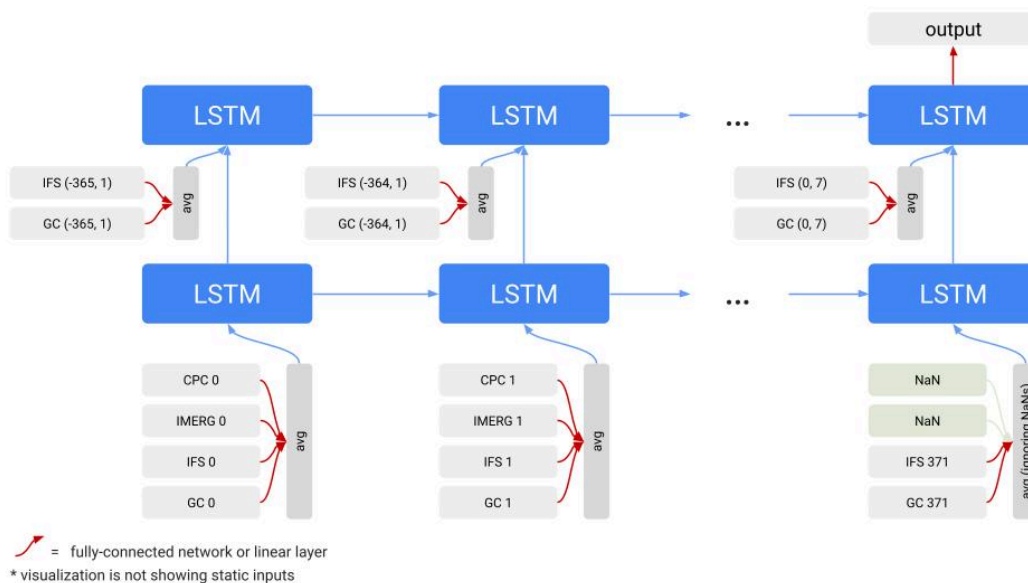 output
LSTM
LSTM
...
LSTM
IFS (-365, 1)
GC (-365, 1)
avg
IFS (-364, 1)
GC (-364, 1)
avg
IFS (0, 7)
GC (0, 7)
avg
LSTM
LSTM
...
LSTM
CPC 0
IMERG 0
IFS 0
GC 0
avg
CPC 1
IMERG 1
IFS 1
GC 1
avg
NaN
NaN
IFS 371
GC 371
avg (ignoring NaNs)
= fully-connected network or linear layer
* visualization is not showing static inputs